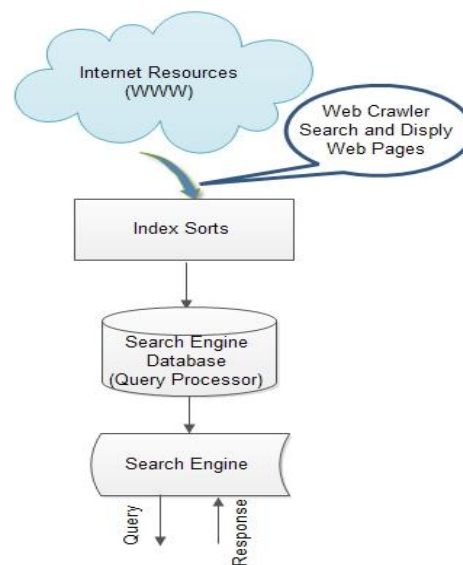 Internet Resources
(WWW)
Web Crawler
Search and Disply
Web Pages
Index Sorts
Search Engine
Database
(Query Processor)
Search Engine
Query
Response